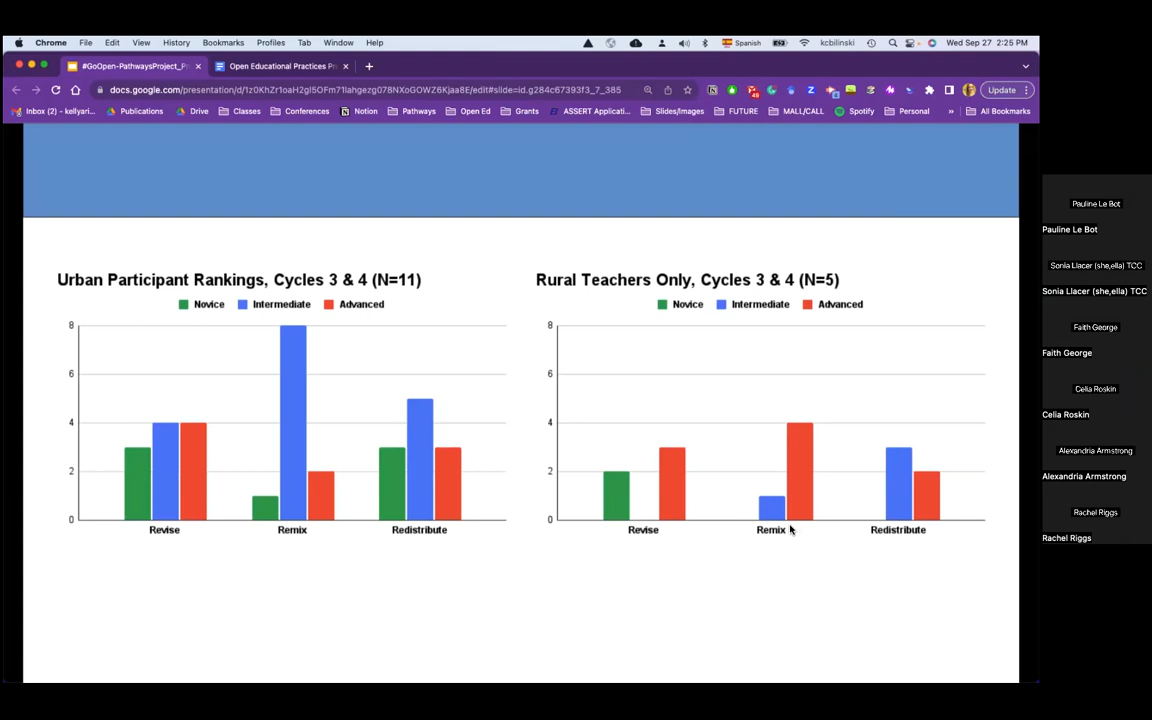 Chrome File Edit View History Bookmarks Profiles Tab Window Help Spanish kcbilinski Wed Sep 27 2:25 PM
#GoOpen-PathwaysProject_P Open Educational Practices Pr
docs.google.com/presentation/d/1z0KhZr1oaH2gl5OFm71lahgezg078NXoGOWZ6Kjaa8E/edit#slide=id.g284c67393f3_7_385 Update
Inbox (2) - kellyari... Publications Drive Classes Conferences Notion Pathways Open Ed Grants ASSERT Applicati... Slides/Images FUTURE MALL/CALL Spotify Personal » All Bookmarks
Urban Participant Rankings, Cycles 3 & 4 (N=11)
Novice Intermediate Advanced
8
6
4
2
0
Revise Remix Redistribute
Rural Teachers Only, Cycles 3 & 4 (N=5)
Novice Intermediate Advanced
8
6
4
2
0
Revise Remix Redistribute
Pauline Le Bot
Pauline Le Bot
Sonia Llacer (she,ella) TCC
Sonia Llacer (she,ella) TCC
Faith George
Faith George
Celia Roskin
Celia Roskin
Alexandria Armstrong
Alexandria Armstrong
Rachel Riggs
Rachel Riggs